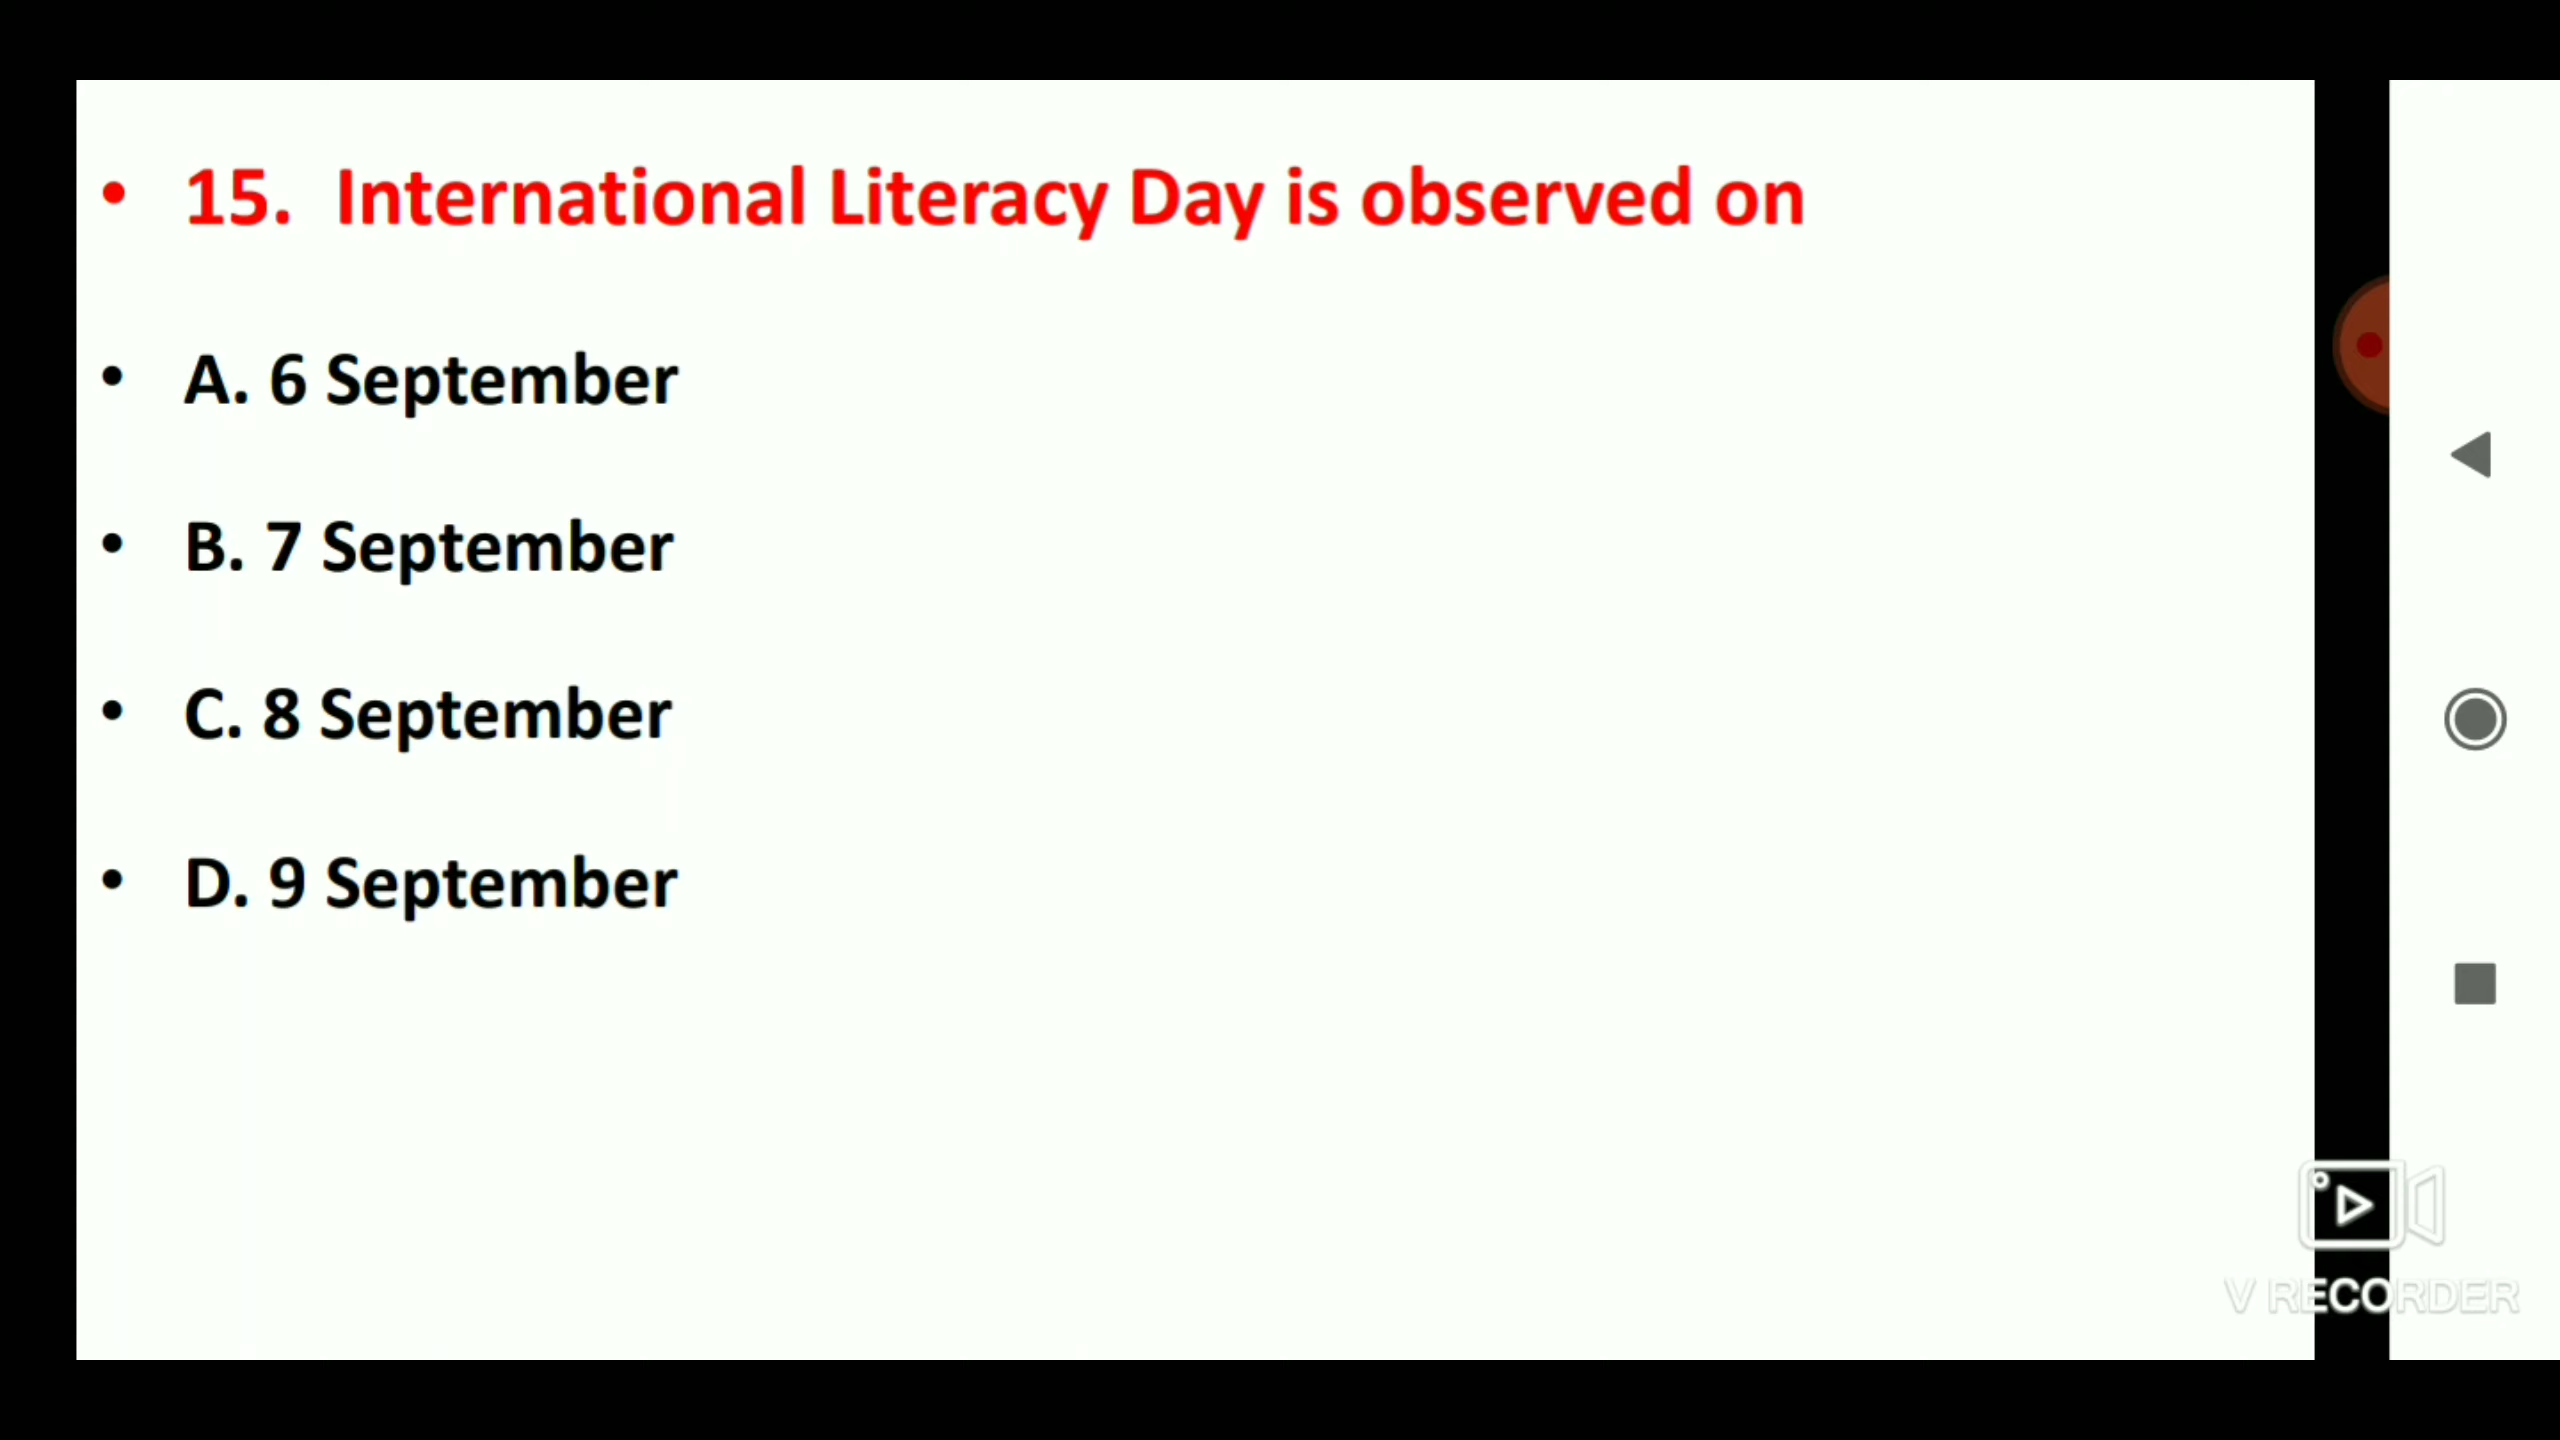 • 15. International Literacy Day is observed on
• A. 6 September
• B. 7 September
• C. 8 September
• D. 9 September
V RECORDER